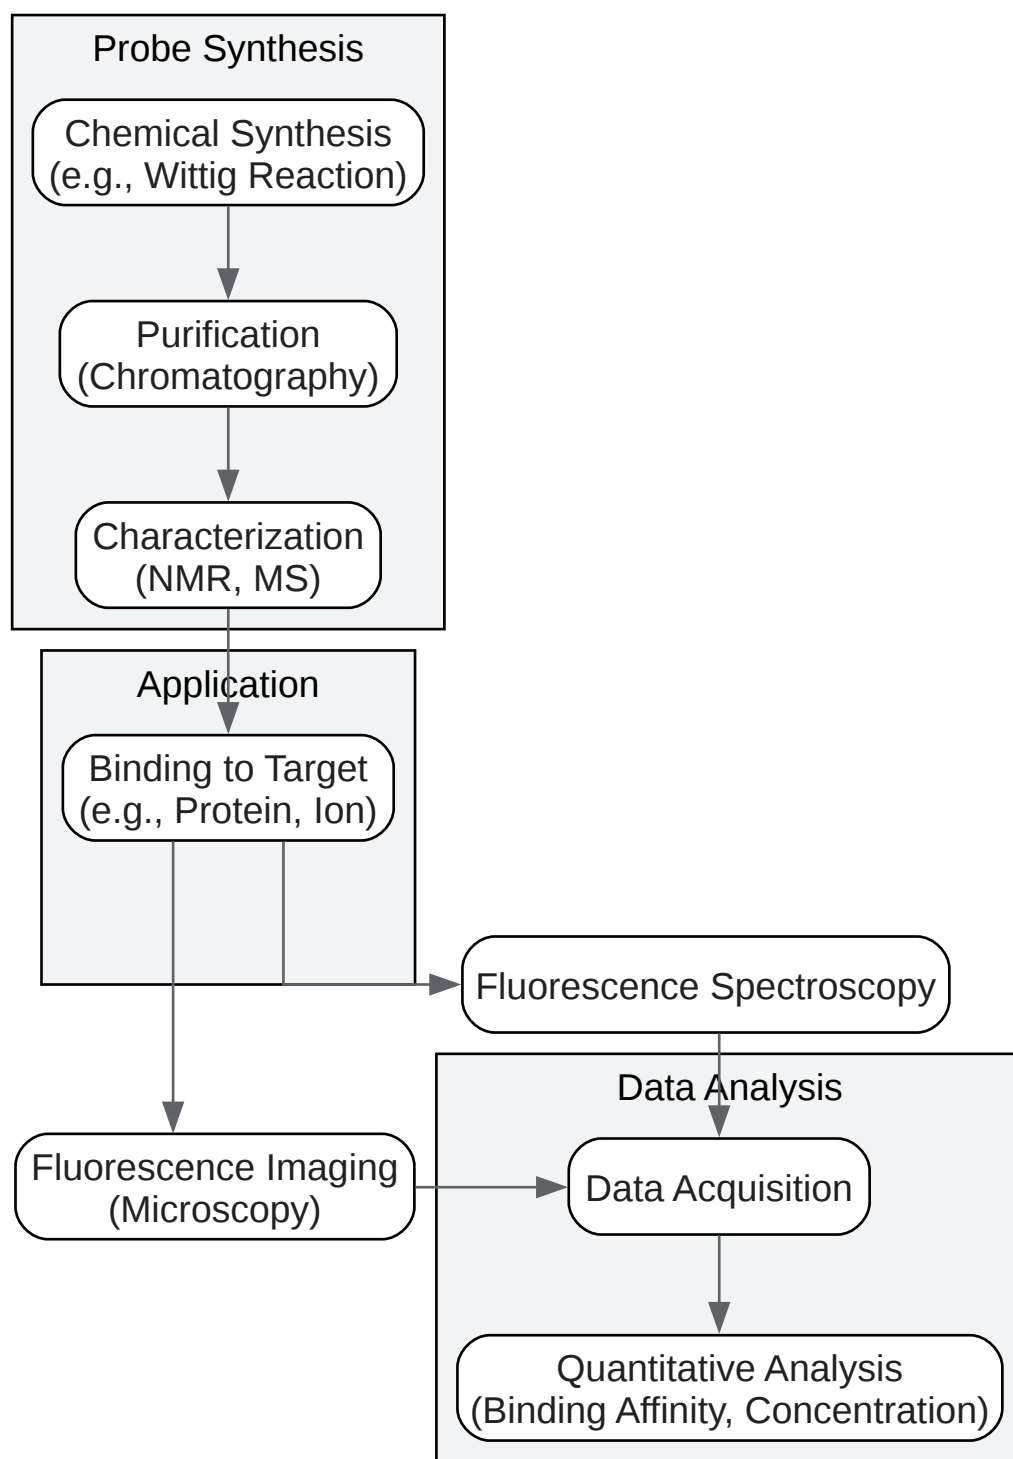 Probe Synthesis
Chemical Synthesis
(e.g., Wittig Reaction)
Purification
(Chromatography)
Characterization
(NMR, MS)
Application
Binding to Target
(e.g., Protein, Ion)
Fluorescence Spectroscopy
Data Analysis
Fluorescence Imaging
(Microscopy)
Data Acquisition
Quantitative Analysis
(Binding Affinity, Concentration)